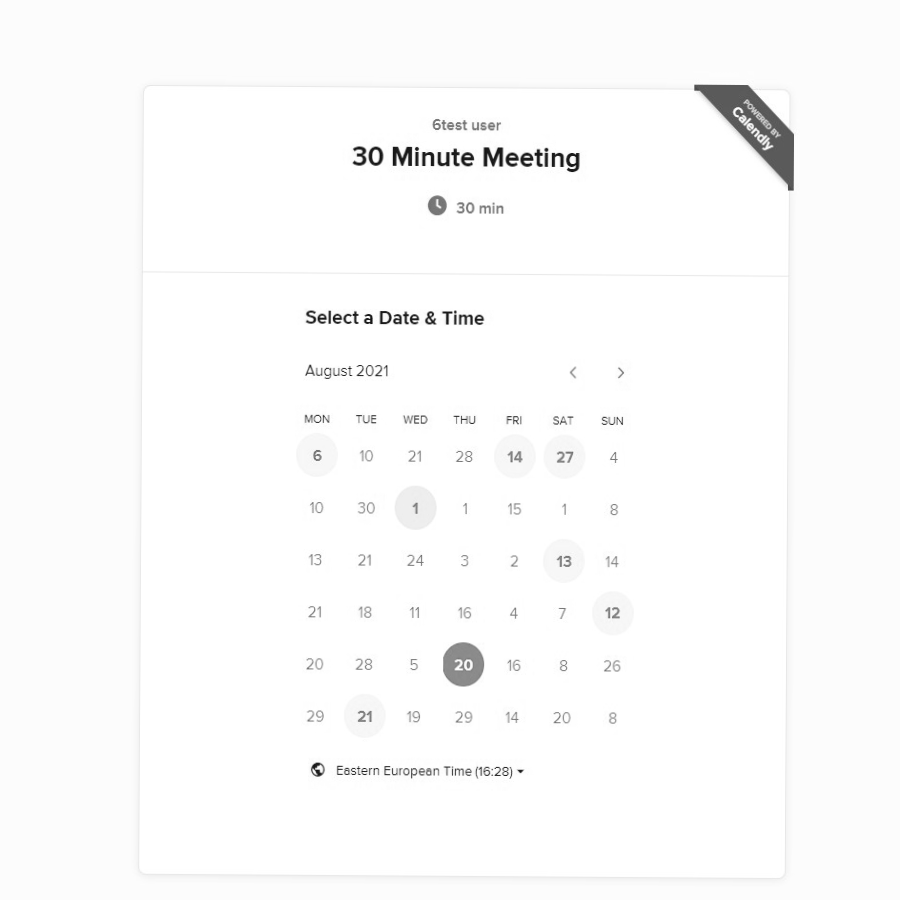 POWERED BY
Calendly
6test user
30 Minute Meeting
30 min
Select a Date & Time
August 2021
MON TUE WED THU FRI SAT SUN
6 10 21 28 14 27 4
10 30 1 1 15 1 8
13 21 24 3 2 13 14
21 18 11 16 4 7 12
20 28 5 20 16 8 26
29 21 19 29 14 20 8
Eastern European Time (16:28)